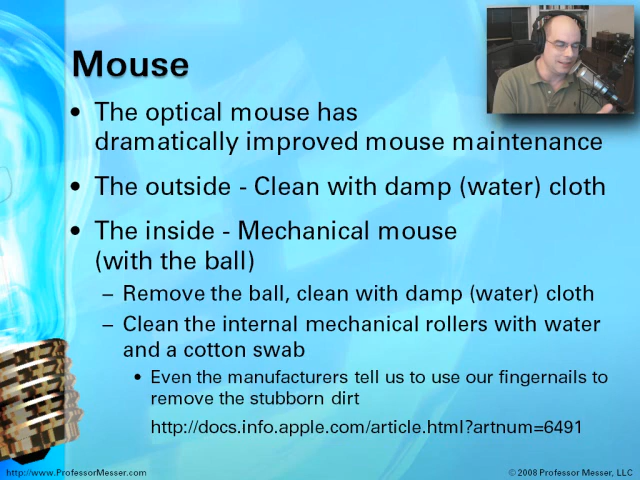 Mouse
• The optical mouse has
dramatically improved mouse maintenance
• The outside - Clean with damp (water) cloth
• The inside - Mechanical mouse
(with the ball)
– Remove the ball, clean with damp (water) cloth
– Clean the internal mechanical rollers with water
and a cotton swab
• Even the manufacturers tell us to use our fingernails to
remove the stubborn dirt
http://docs.info.apple.com/article.html?artnum=6491
http://www.ProfessorMesser.com
© 2008 Professor Messer, LLC